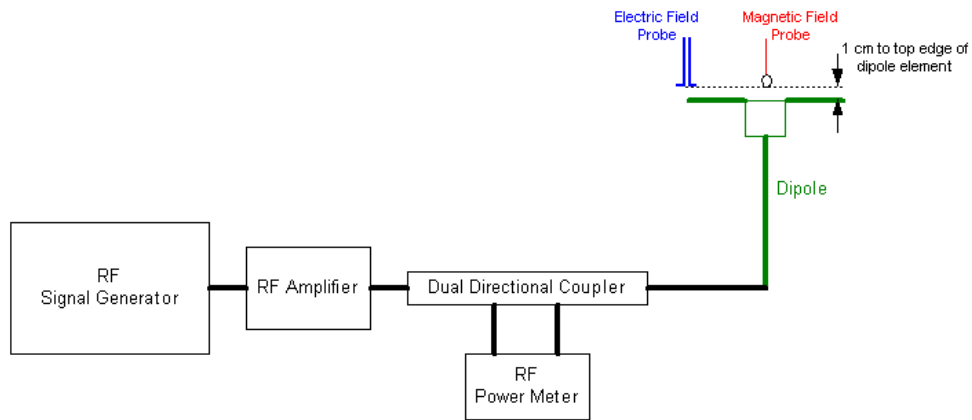 Electric Field
Probe
Magnetic Field
Probe
1 cm to top edge of
dipole element
Dipole
RF
Signal Generator
RF Amplifier
Dual Directional Coupler
RF
Power Meter